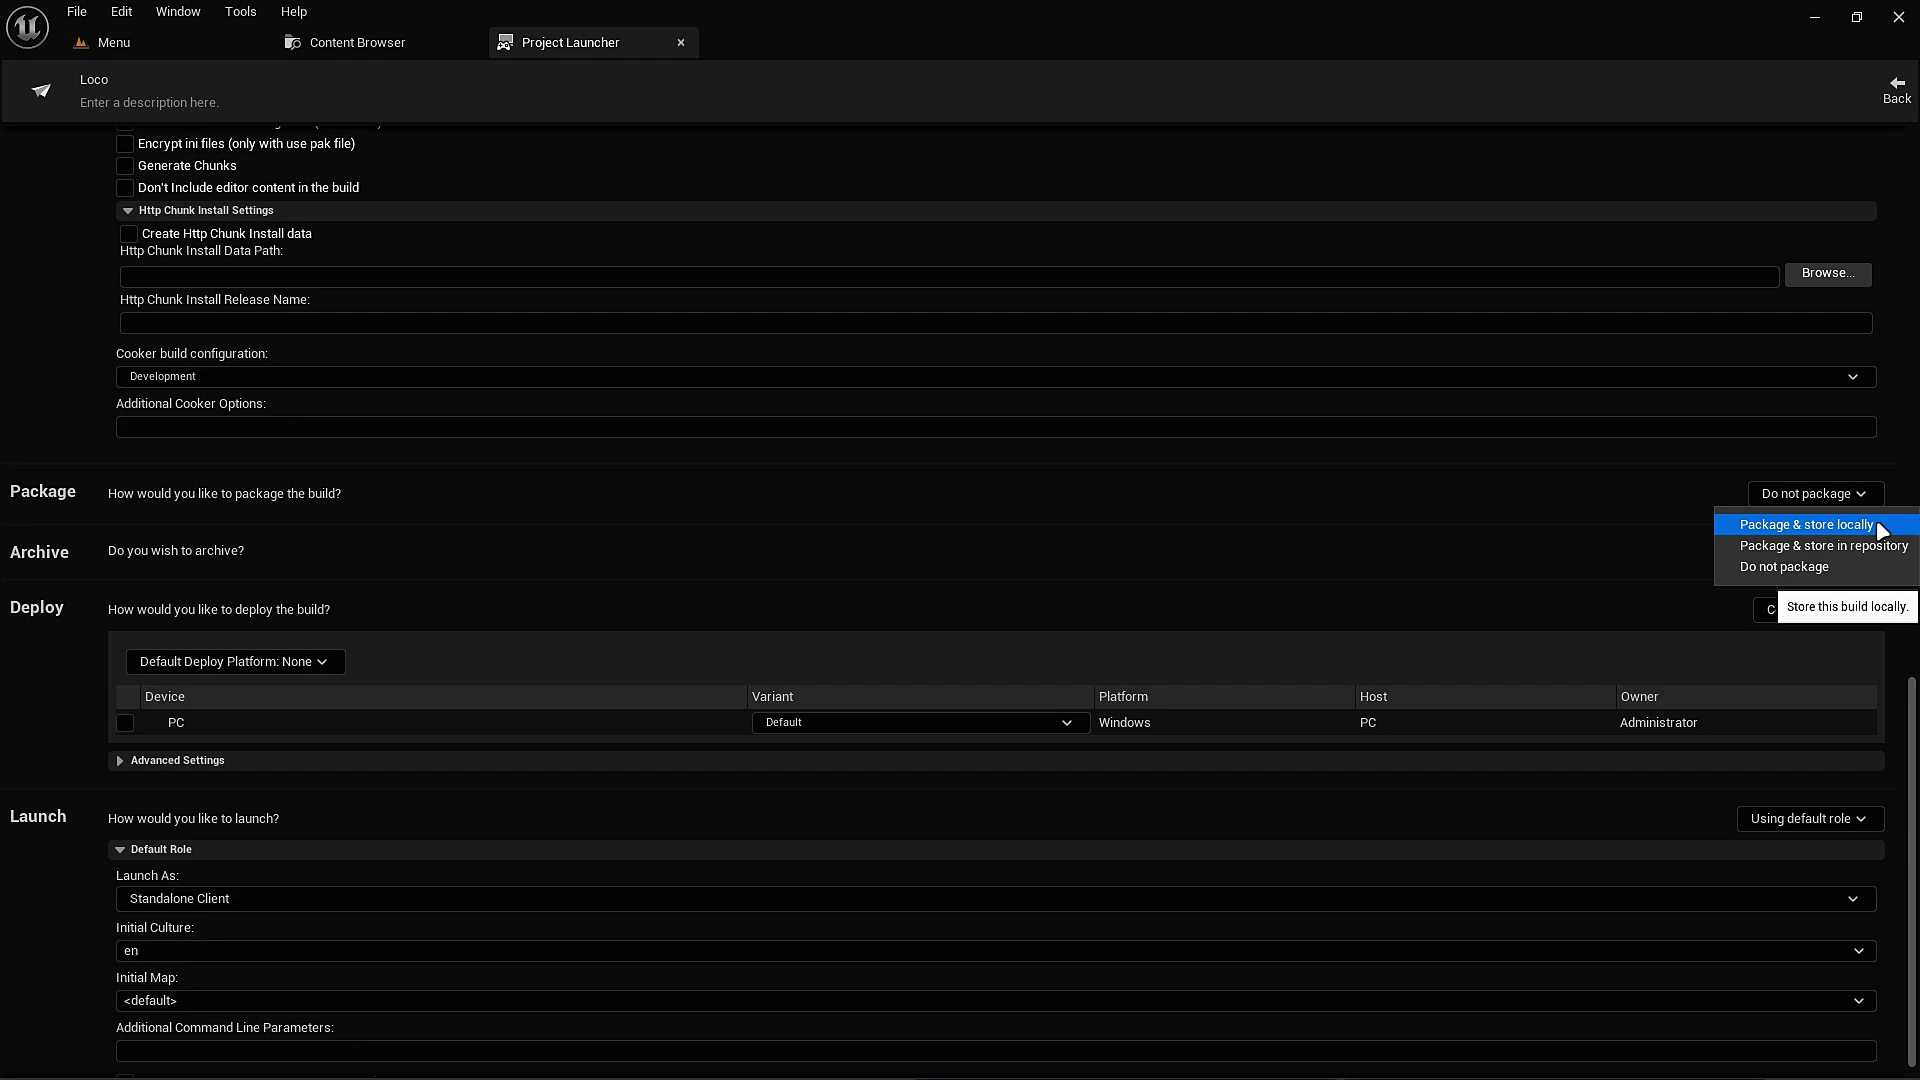 File Edit Window Tools Help
Menu Content Browser Project Launcher
Loco
Enter a description here.
Back
Encrypt ini files (only with use pak file)
Generate Chunks
Don't Include editor content in the build
Http Chunk Install Settings
Create Http Chunk Install data
Http Chunk Install Data Path:
Browse...
Http Chunk Install Release Name:
Cooker build configuration:
Development
Additional Cooker Options:
Package How would you like to package the build? Do not package
Package & store locally
Package & store in repository
Do not package
Archive Do you wish to archive?
Deploy How would you like to deploy the build? C
Store this build locally.
Default Deploy Platform: None
Device Variant Platform Host Owner
PC Default Windows PC Administrator
Advanced Settings
Launch How would you like to launch? Using default role
Default Role
Launch As:
Standalone Client
Initial Culture:
en
Initial Map:
<default>
Additional Command Line Parameters: